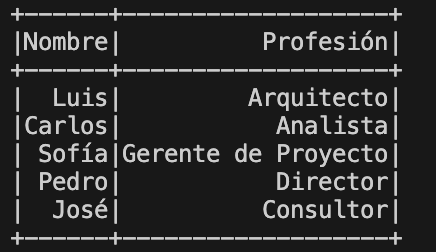 +------+-------------------+
|Nombre|          Profesión|
+------+-------------------+
|  Luis|         Arquitecto|
|Carlos|           Analista|
| Sofía|Gerente de Proyecto|
| Pedro|           Director|
|  José|          Consultor|
+------+-------------------+